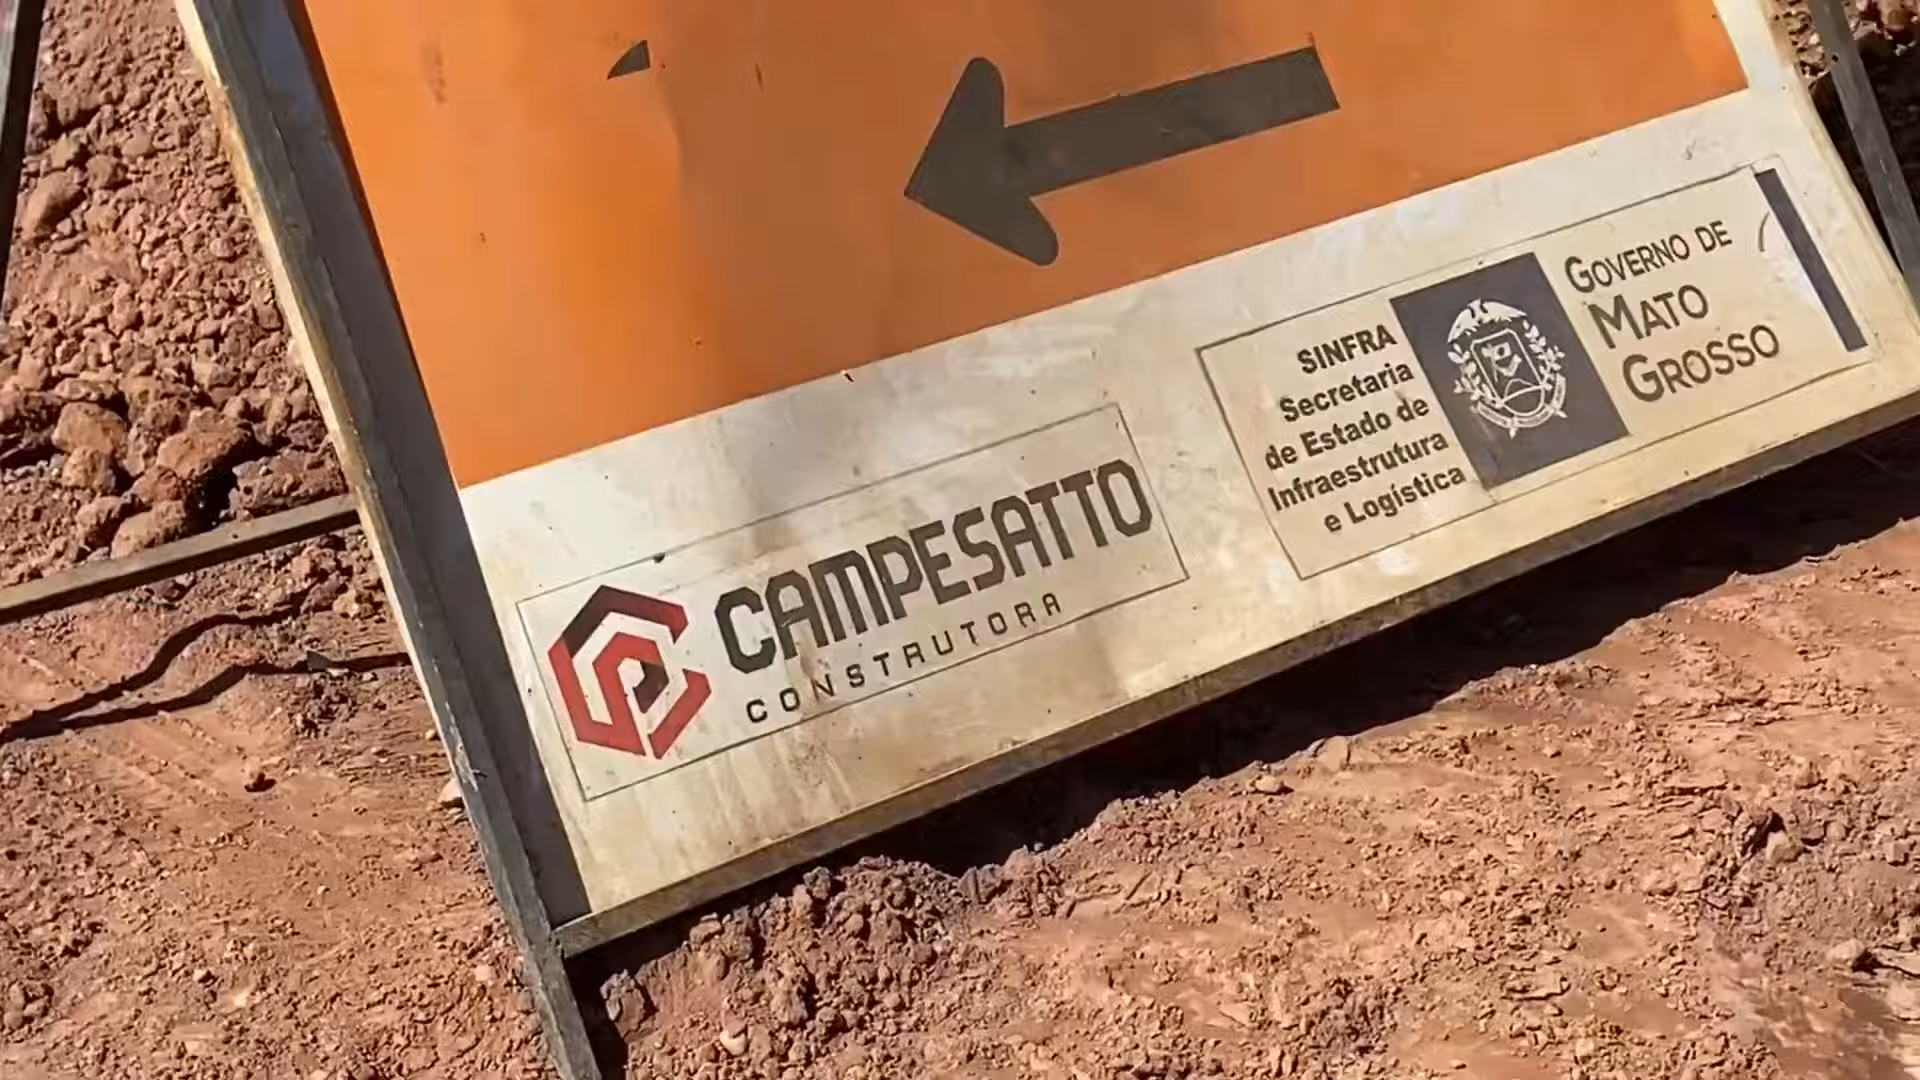 CAMPESATTO
CONSTRUTORA
SINFRA
Secretaria
de Estado de
Infraestrutura
e Logística
GOVERNO DE
MATO
GROSSO